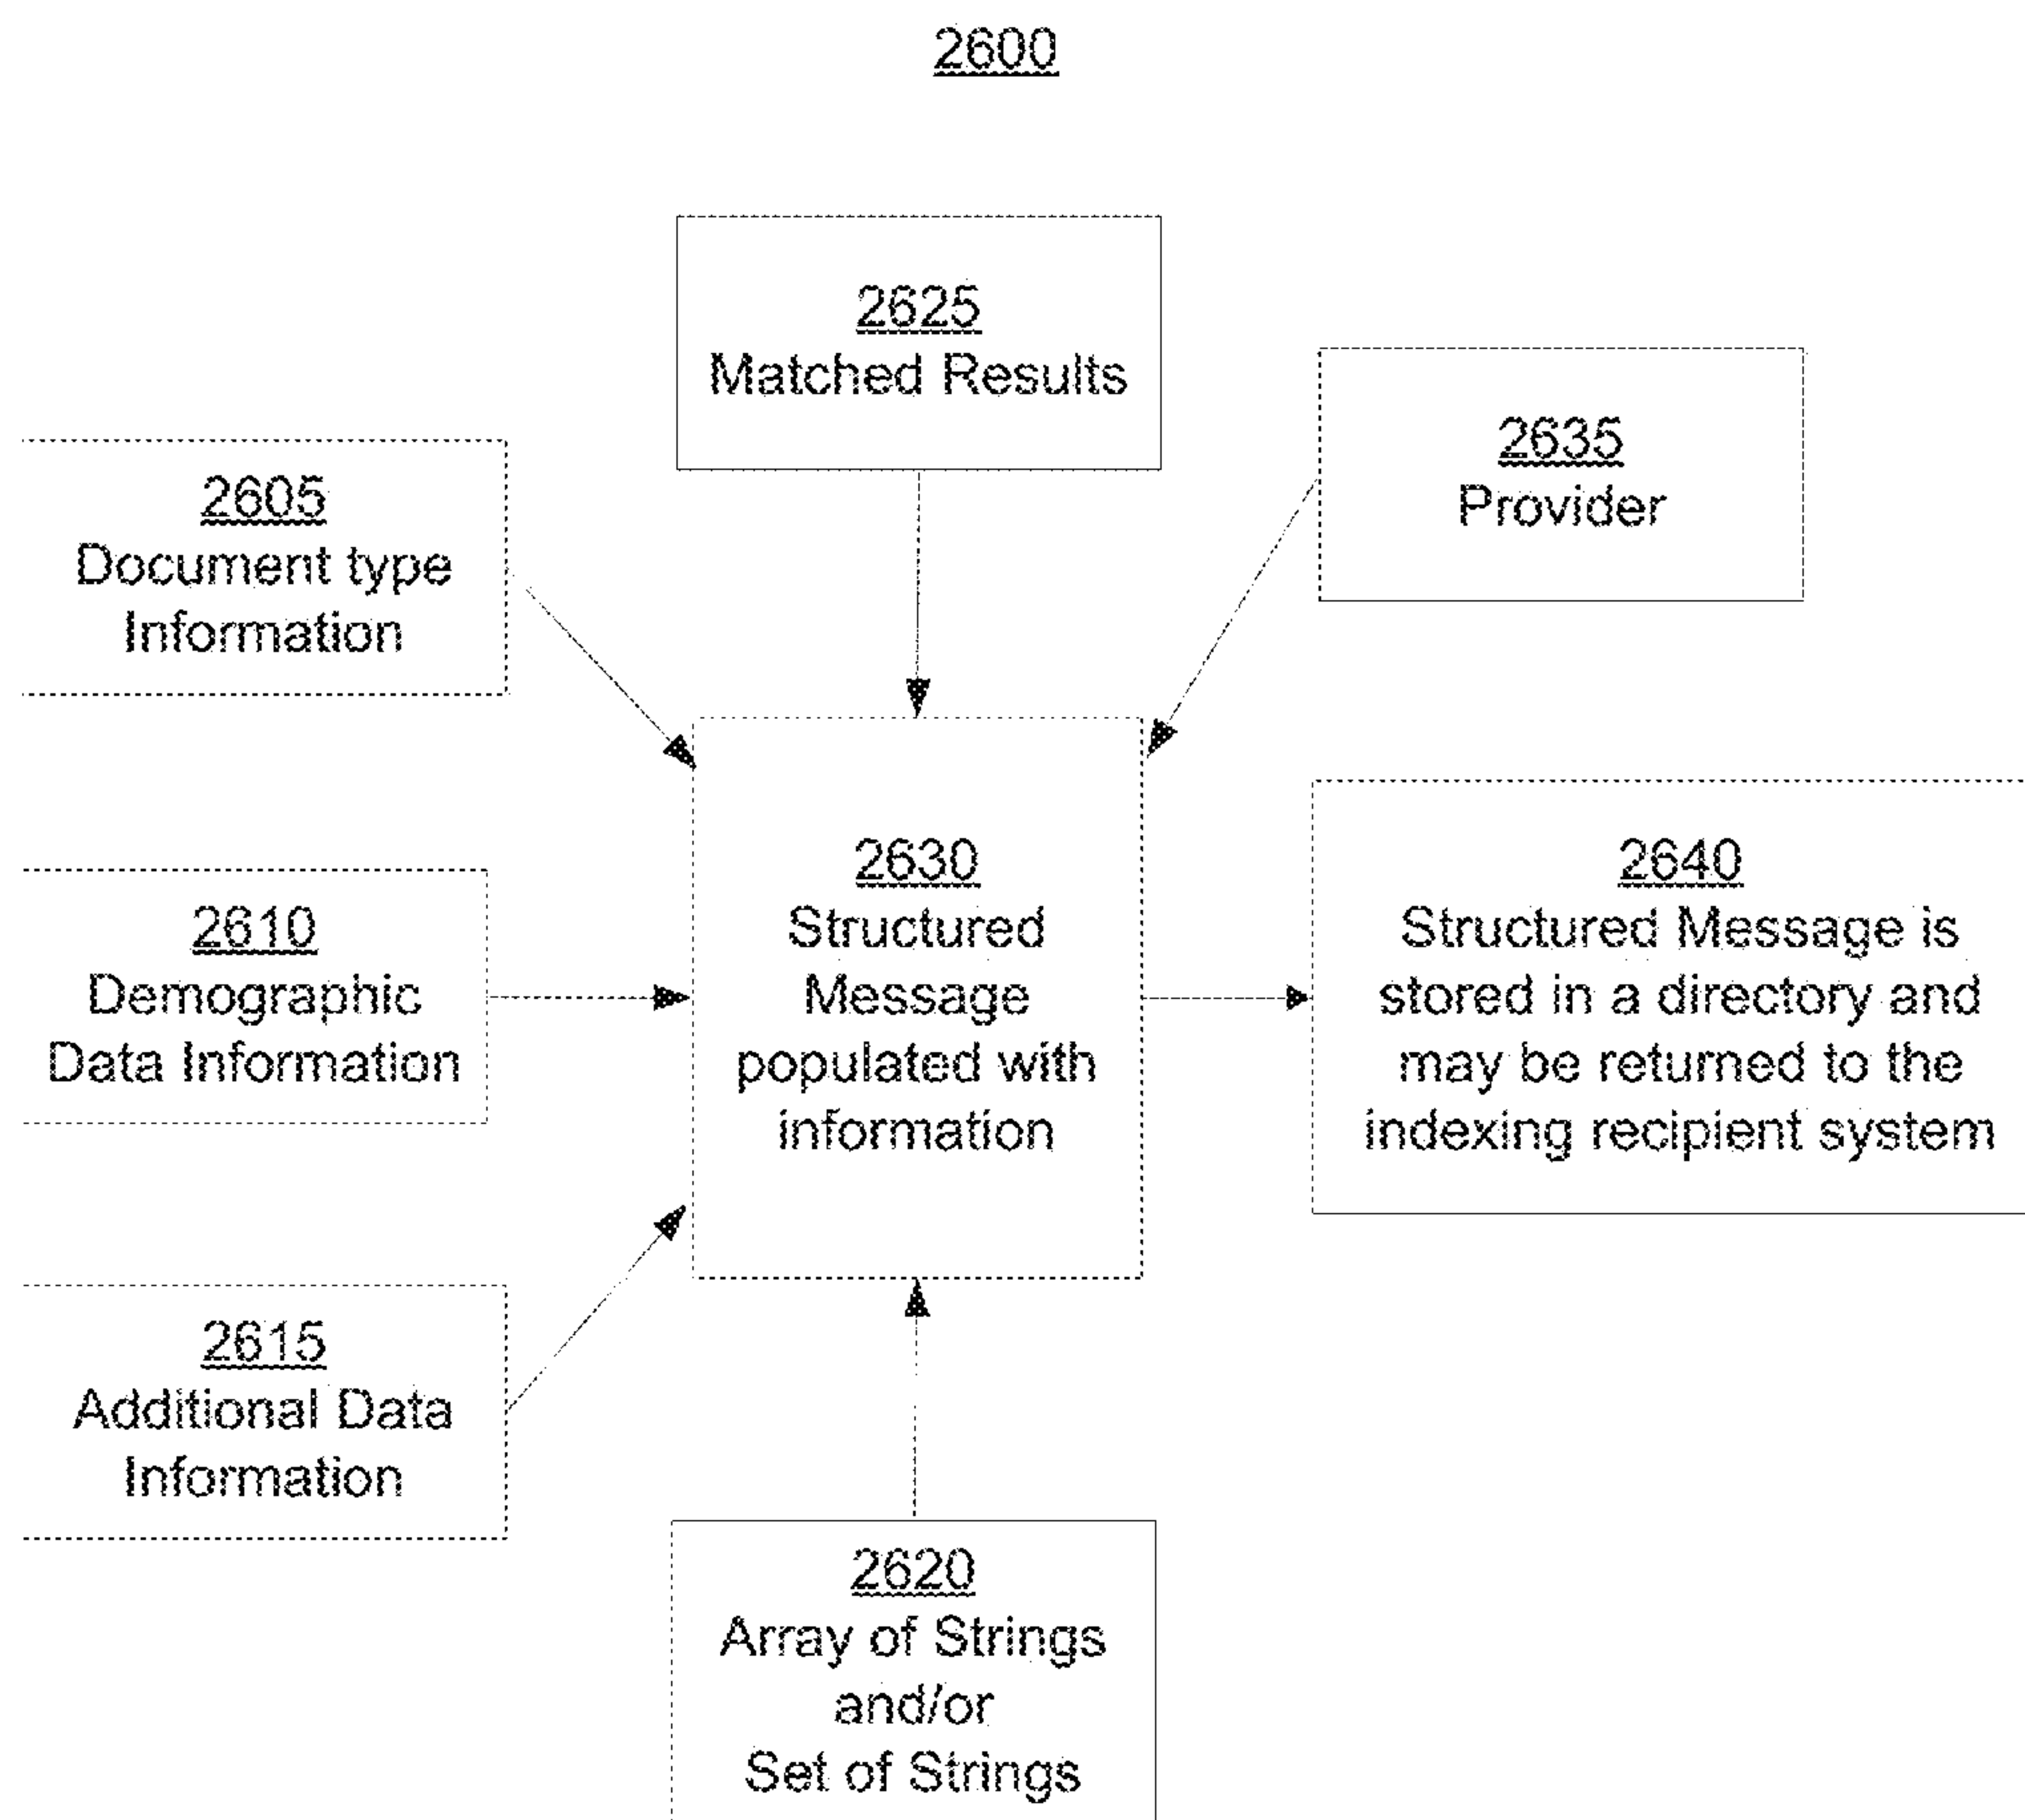 2600
2625
Matched Results
2635
Provider
2605
Document type
Information
2630
Structured
Message
populated with
information
2640
Structured Message is
stored in a directory and
may be returned to the
indexing recipient system
2610
Demographic
Data Information
2615
Additional Data
Information
2620
Array of Strings
and/or
Set of Strings